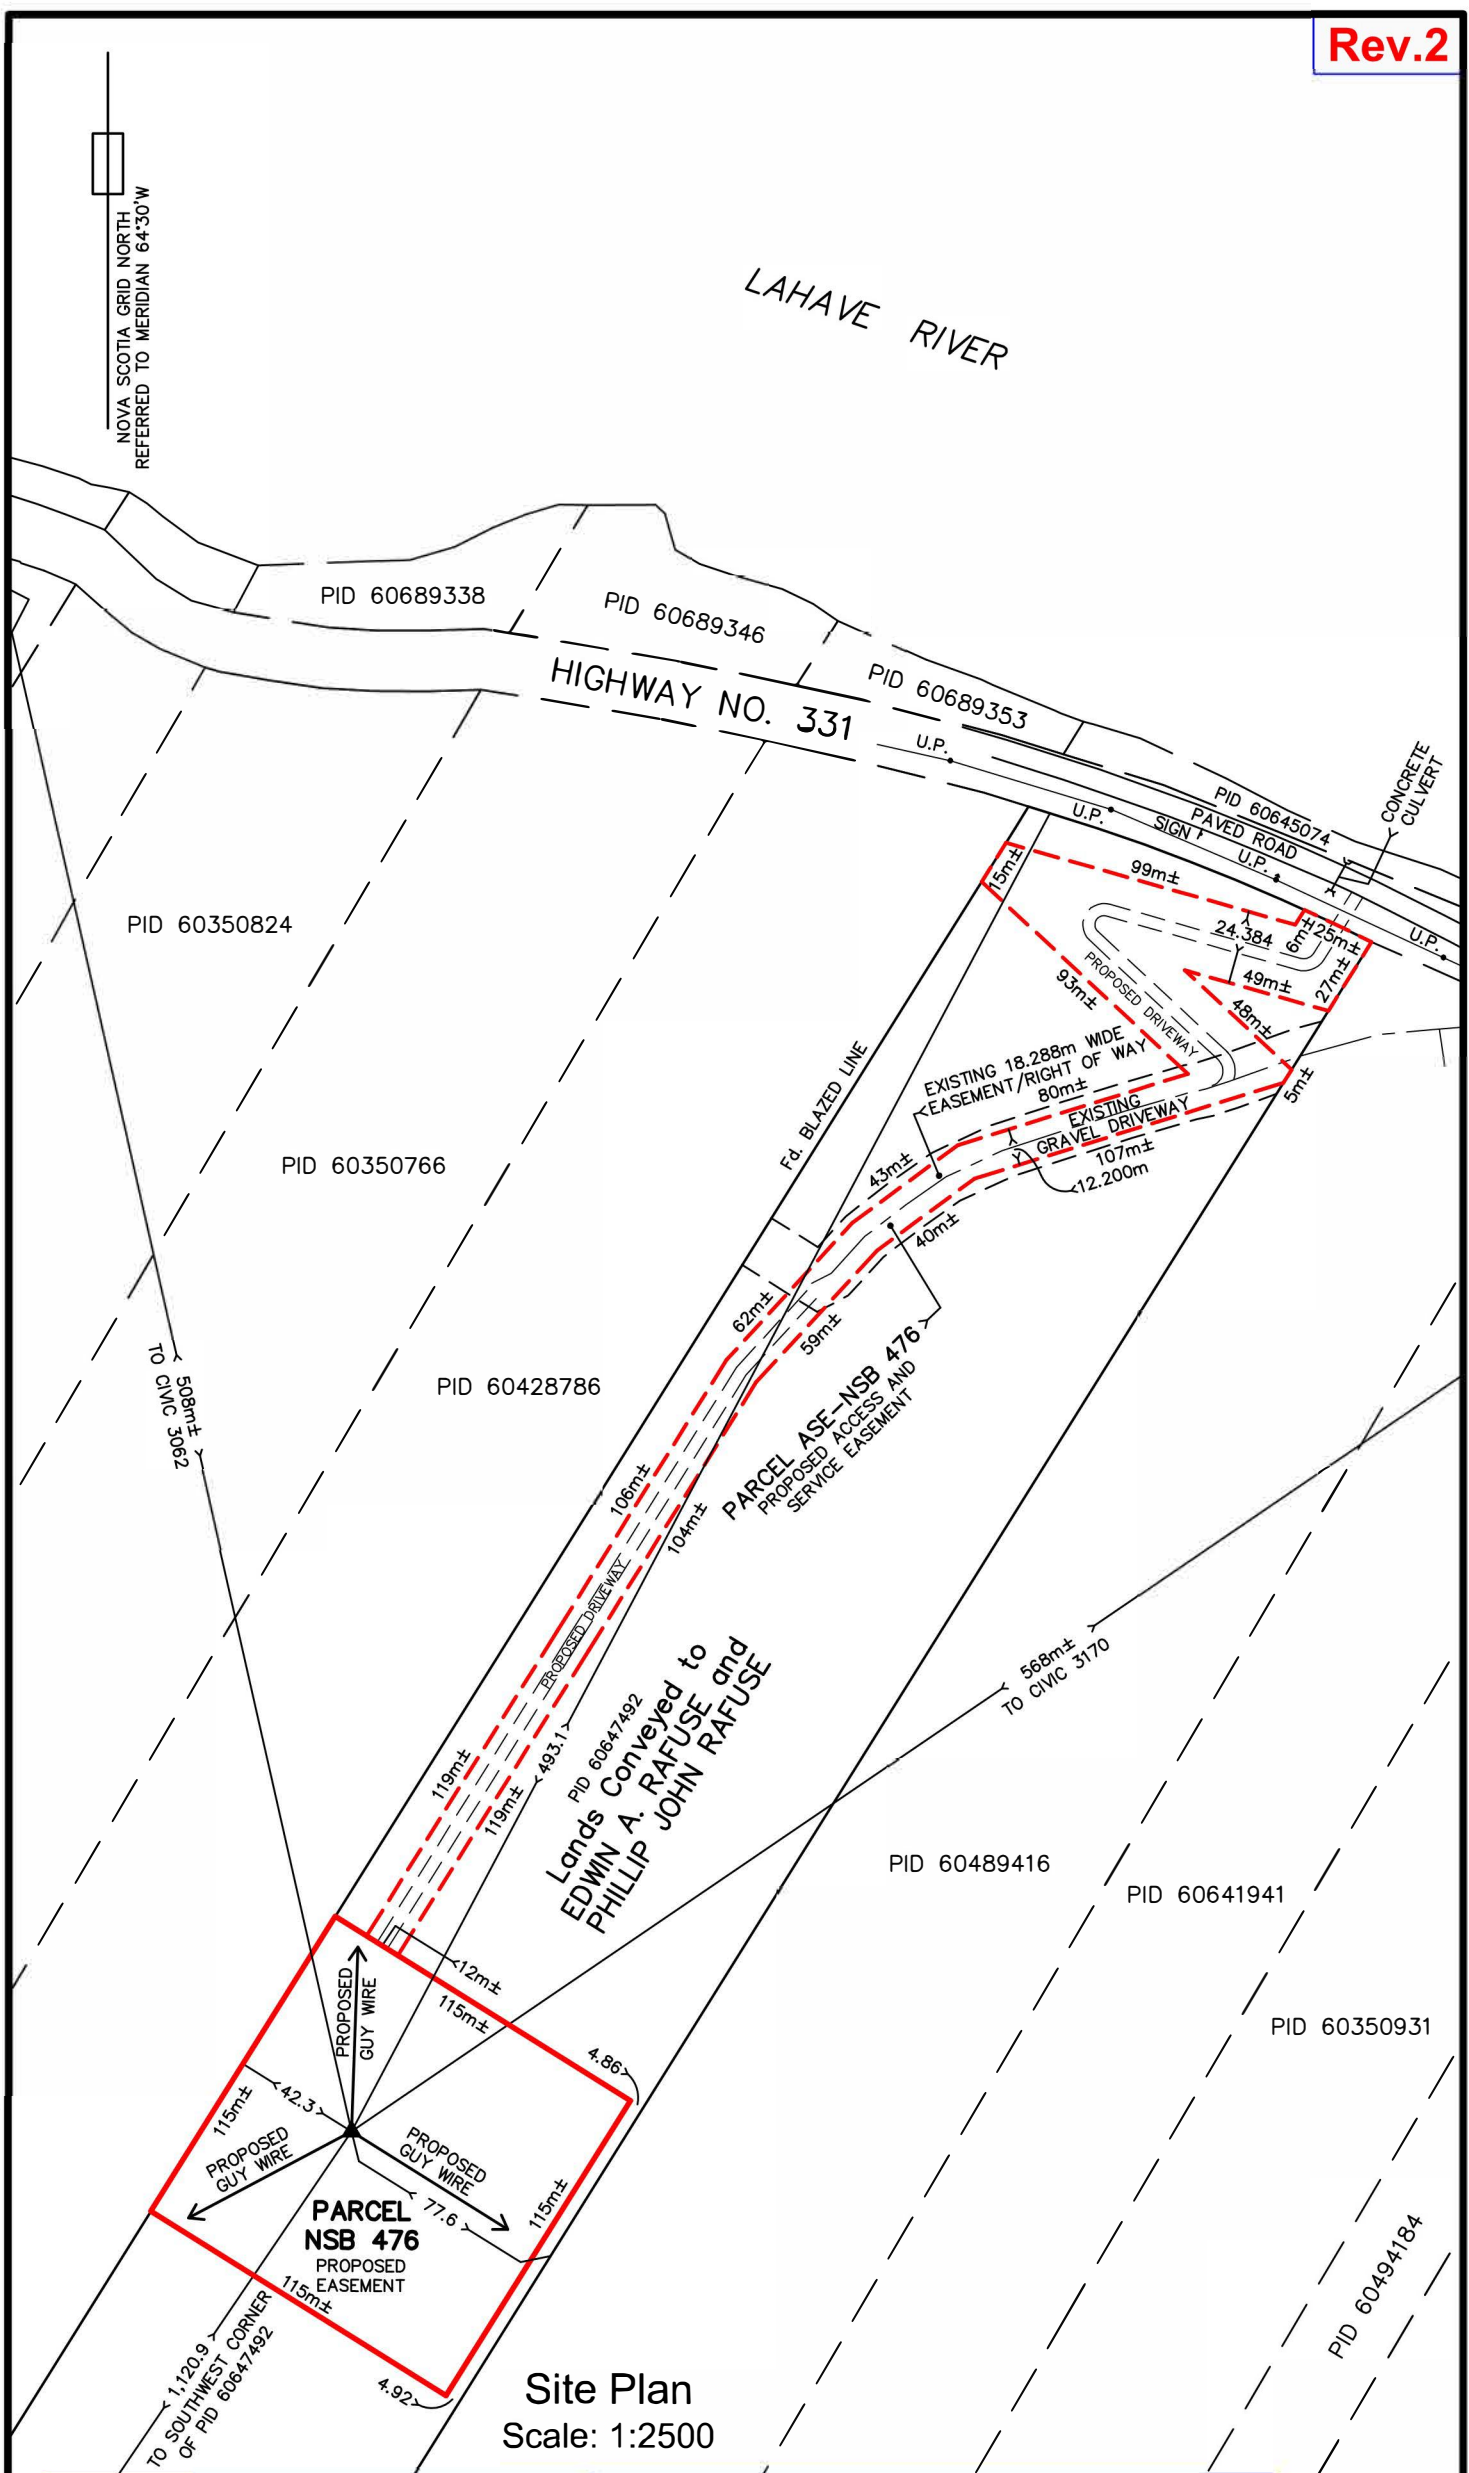 Rev.2
NOVA SCOTIA GRID NORTH
REFERRED TO MERIDIAN 64°30'W
LAHAVE RIVER
PID 60689338
PID 60689346
PID 60689353
HIGHWAY NO. 331
U.P.
U.P.
SIGN
PID 60645074
PAVED ROAD
U.P.
U.P.
CONCRETE
CULVERT
15m±
99m±
24.384
6m±
25m±
27m±
49m±
48m±
93m±
PROPOSED DRIVEWAY
5m±
PID 60350824
EXISTING 18.288m WIDE
EASEMENT/RIGHT OF WAY
80m±
EXISTING
GRAVEL DRIVEWAY
107m±
12.200m
Fd. BLAZED LINE
43m±
40m±
PID 60350766
62m±
59m±
PARCEL ASE-NSB 476
PROPOSED ACCESS AND
SERVICE EASEMENT
508m±
TO CIVIC 3062
PID 60428786
106m±
104m±
PROPOSED DRIVEWAY
568m±
TO CIVIC 3170
119m±
119m±
493.1
PID 60647492
Lands Conveyed to
EDWIN A. RAFUSE and
PHILLIP JOHN RAFUSE
PID 60489416
PID 60641941
PID 60350931
PID 60494184
12m±
115m±
4.86
PROPOSED
GUY WIRE
42.3
115m±
PROPOSED
GUY WIRE
PROPOSED
GUY WIRE
77.6
115m±
PARCEL
NSB 476
PROPOSED
EASEMENT
115m±
4.92
1,120.9
TO SOUTHWEST CORNER
OF PID 60647492
Site Plan
Scale: 1:2500